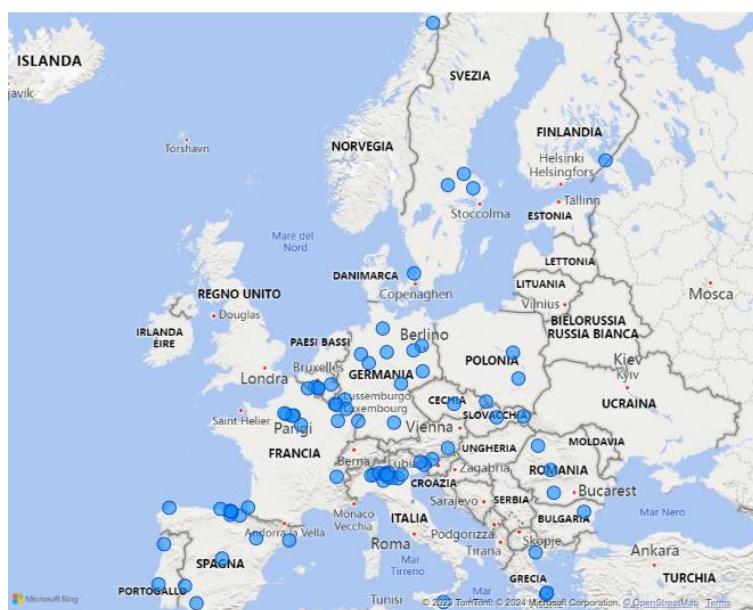 ISLANDA
javik
SVEZIA
Torshavn
NORVEGIA
FINLANDIA
Helsinki
Helsingfors
Tallinn
Stoccolma
ESTONIA
Mare del
Nord
LETTONIA
DANIMARCA
LITUANIA
Copenaghen
Vilnius
Mosca
REGNO UNITO
Douglas
BIELORUSSIA
RUSSIA BIANCA
IRLANDA
ÉIRE
PAESI BASSI
Berlino
POLONIA
Londra
Bruxelles
GERMANIA
Kiev
Kyiv
Lussemburgo
Luxembourg
CECHIA
UCRAINA
Saint Helier
Parigi
SLOVACCHIA
Vienna
FRANCIA
Berna
UNGHERIA
MOLDAVIA
Lubi
Zagabria
CROAZIA
ROMANIA
Monaco
Vecchia
Sarajevo
SERBIA
Bucarest
Andorra la Vella
ITALIA
Podgorizza
BULGARIA
Mar Nero
Roma
Skopje
SPAGNA
Mar
Tirreno
Tirana
Ankara
PORTOGALLO
GRECIA
TURCHIA
Tunisi
Mar
Microsoft Bing
© 2023 TomTom, © 2024 Microsoft Corporation, © OpenStreetMap Terms